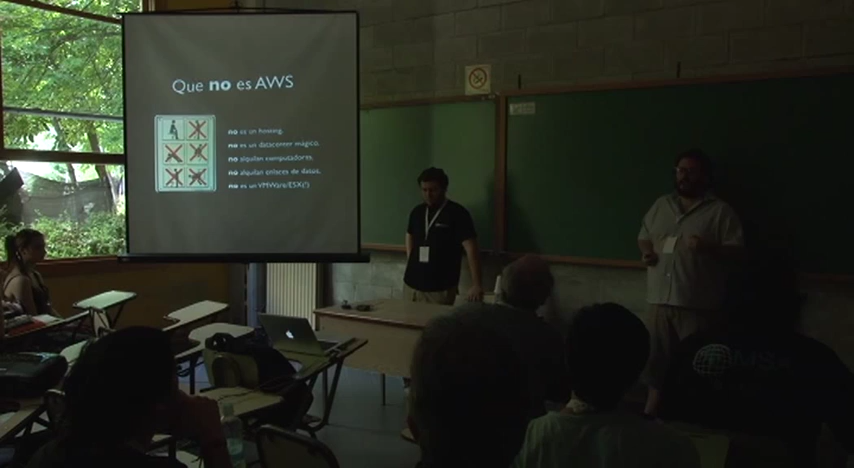 Que no es AWS
no es un hosting.
no es un datacenter mágico.
no alquilan computadores.
no alquilan enlaces de datos.
no es un VMWare/ESX(i)